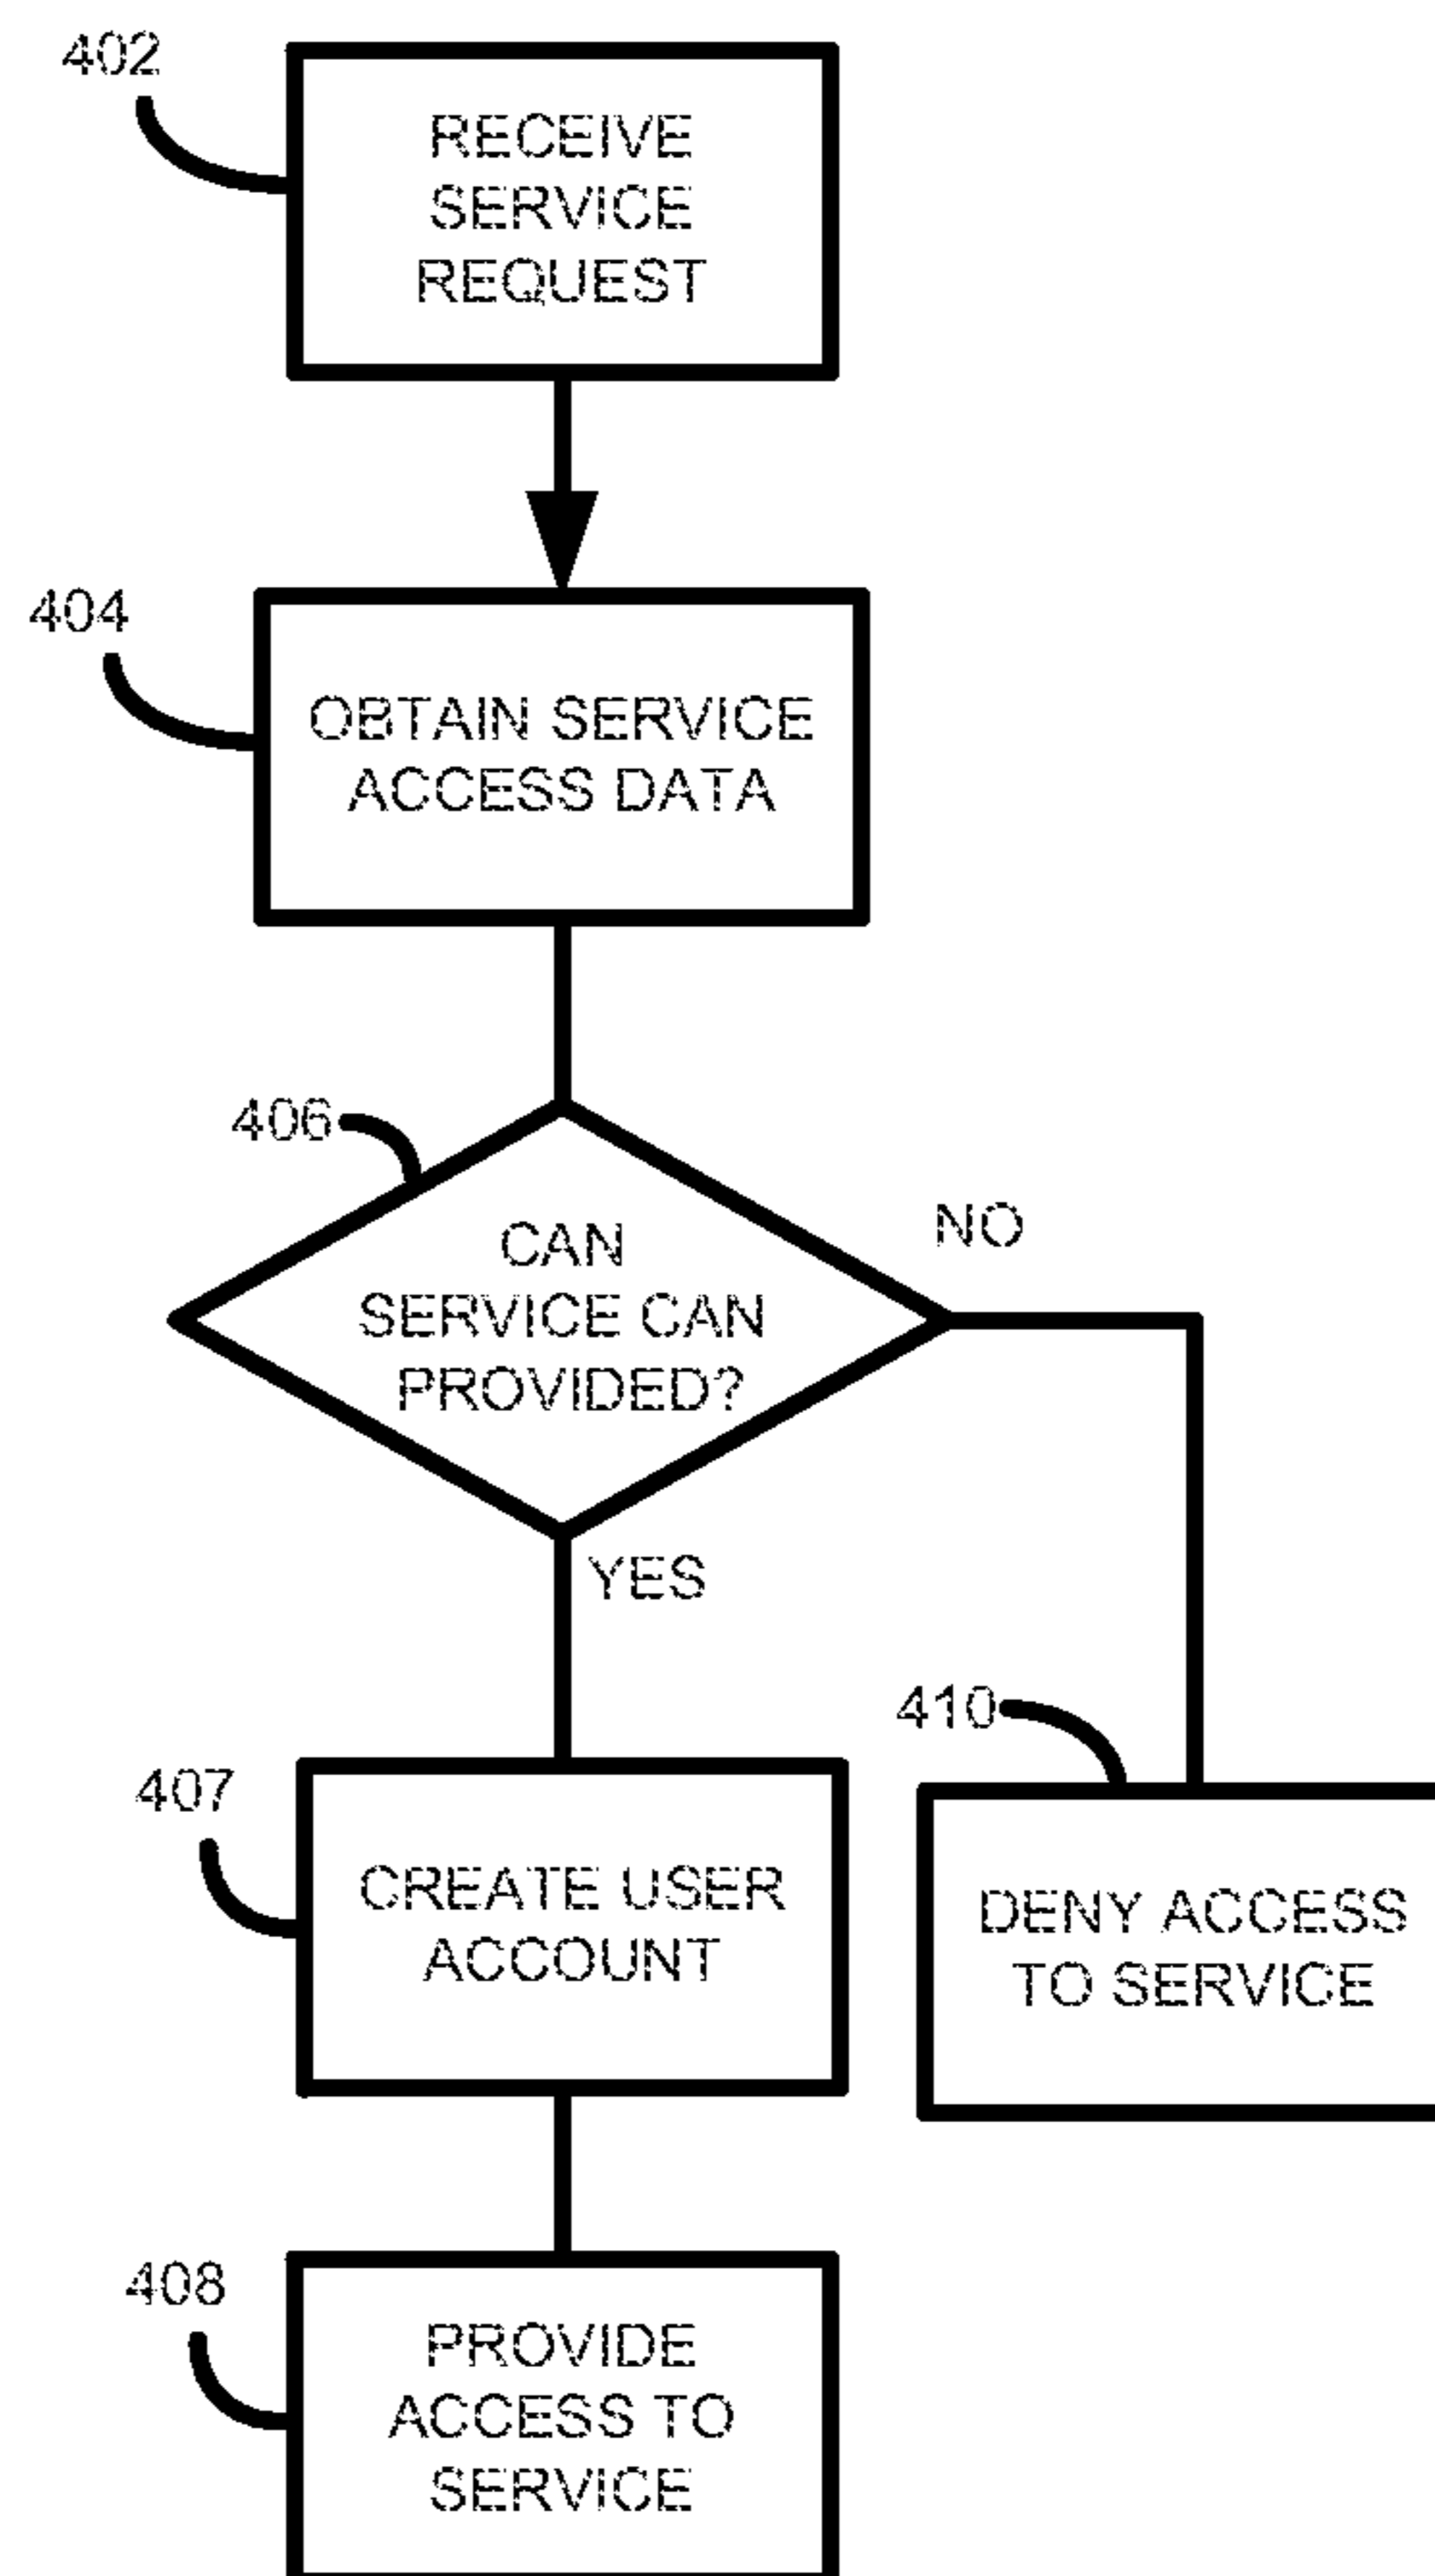 402
RECEIVE
SERVICE
REQUEST
404
OBTAIN SERVICE
ACCESS DATA
406
CAN
SERVICE CAN
PROVIDED?
NO
YES
407
CREATE USER
ACCOUNT
410
DENY ACCESS
TO SERVICE
408
PROVIDE
ACCESS TO
SERVICE